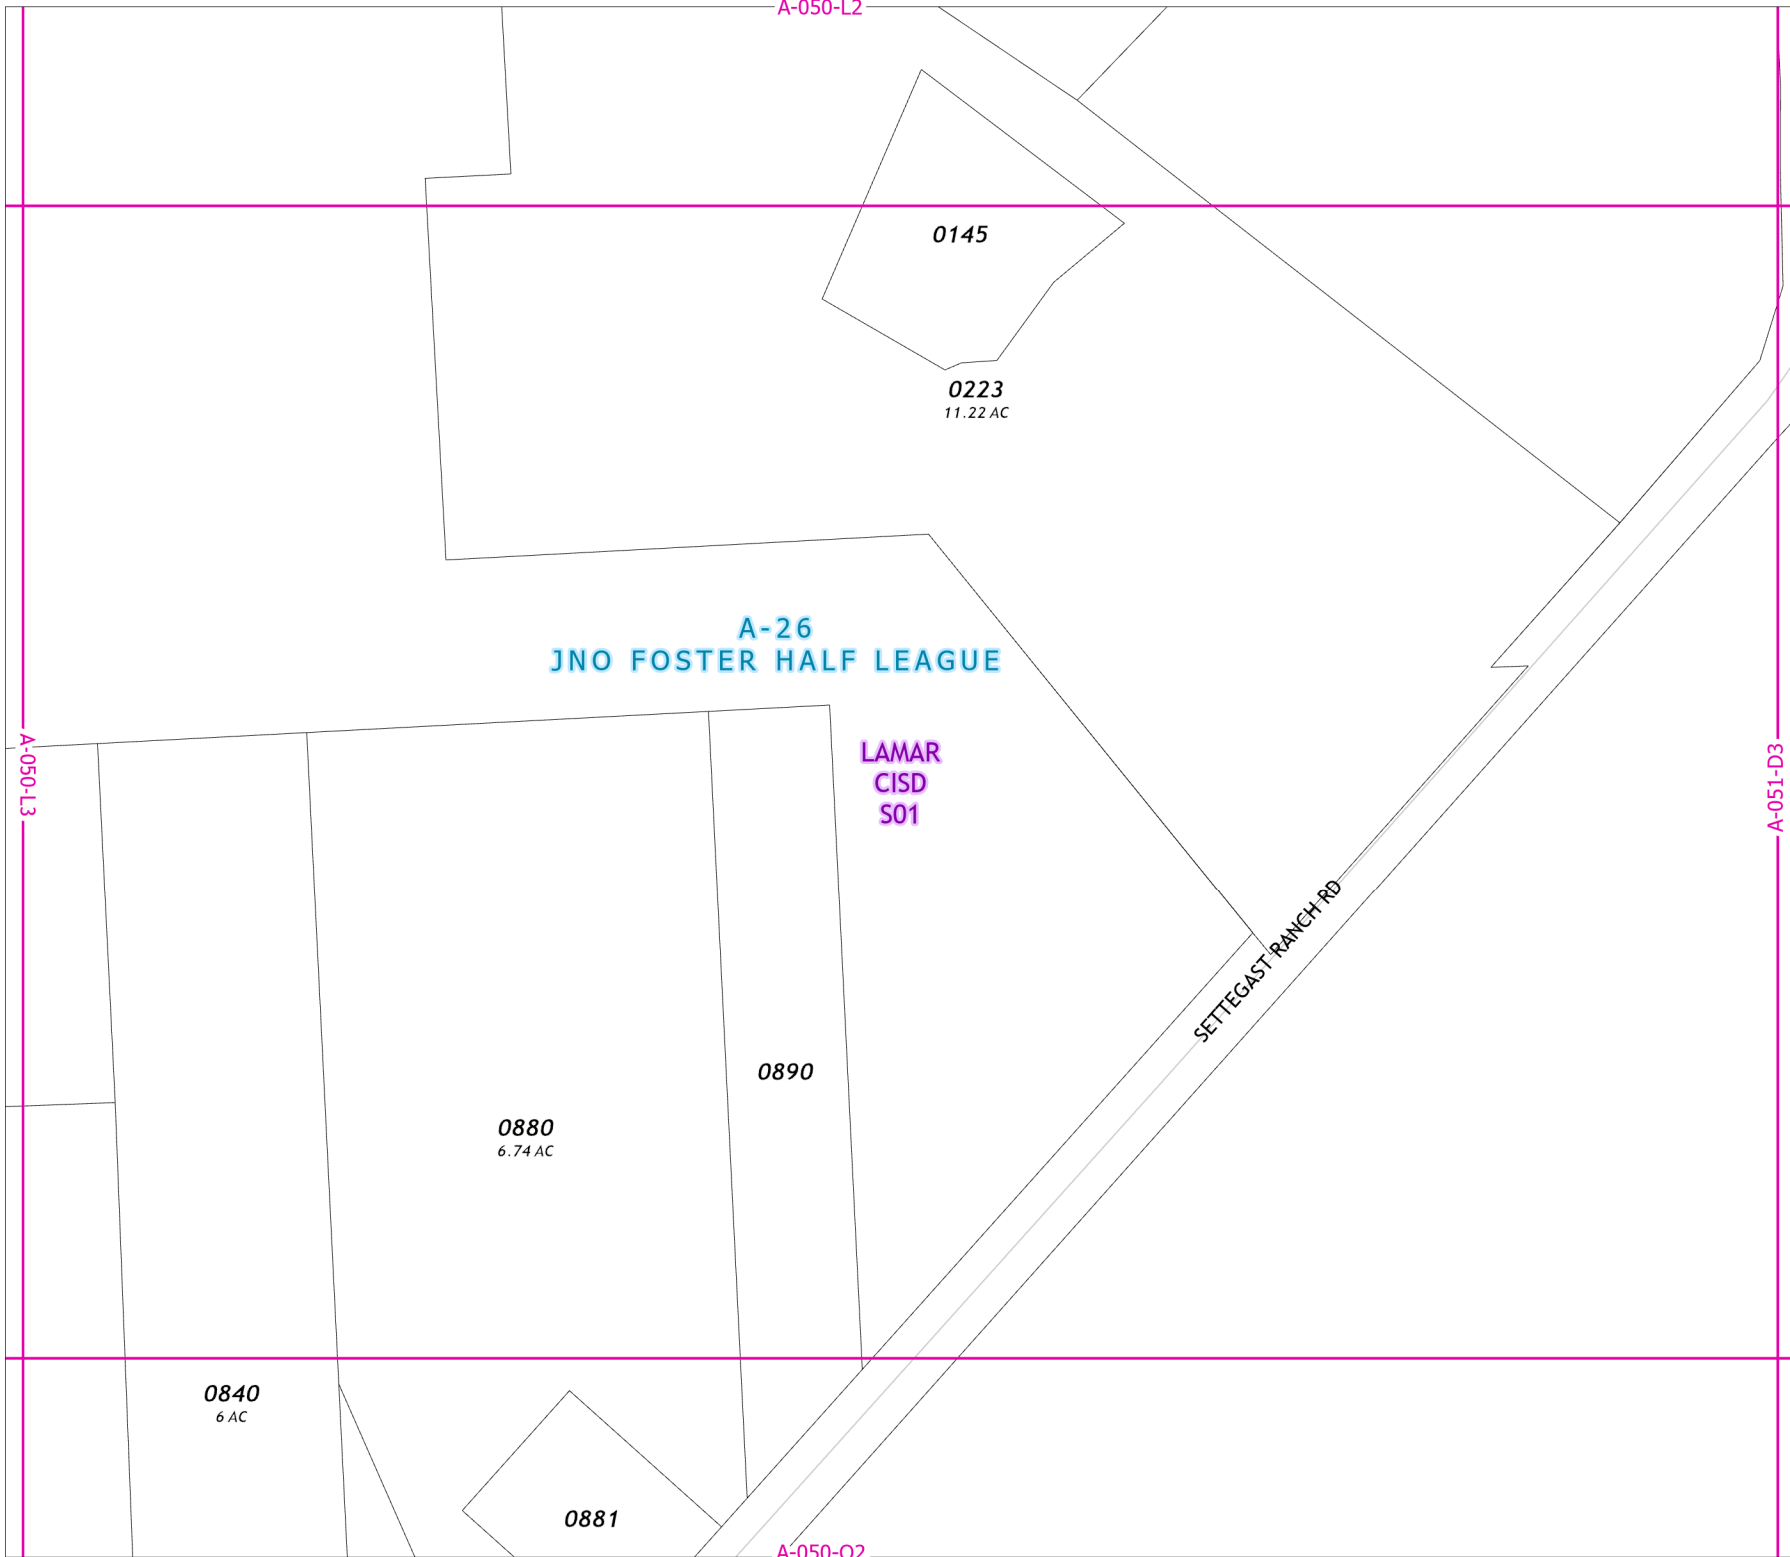 A-050-L2
0145
0223
11.22 AC
A-26
JNO FOSTER HALF LEAGUE
LAMAR
CISD
S01
A-050-L3
A-051-D3
SETTEGAST RANCH RD
0890
0880
6.74 AC
0840
6 AC
0881
A-050-Q2